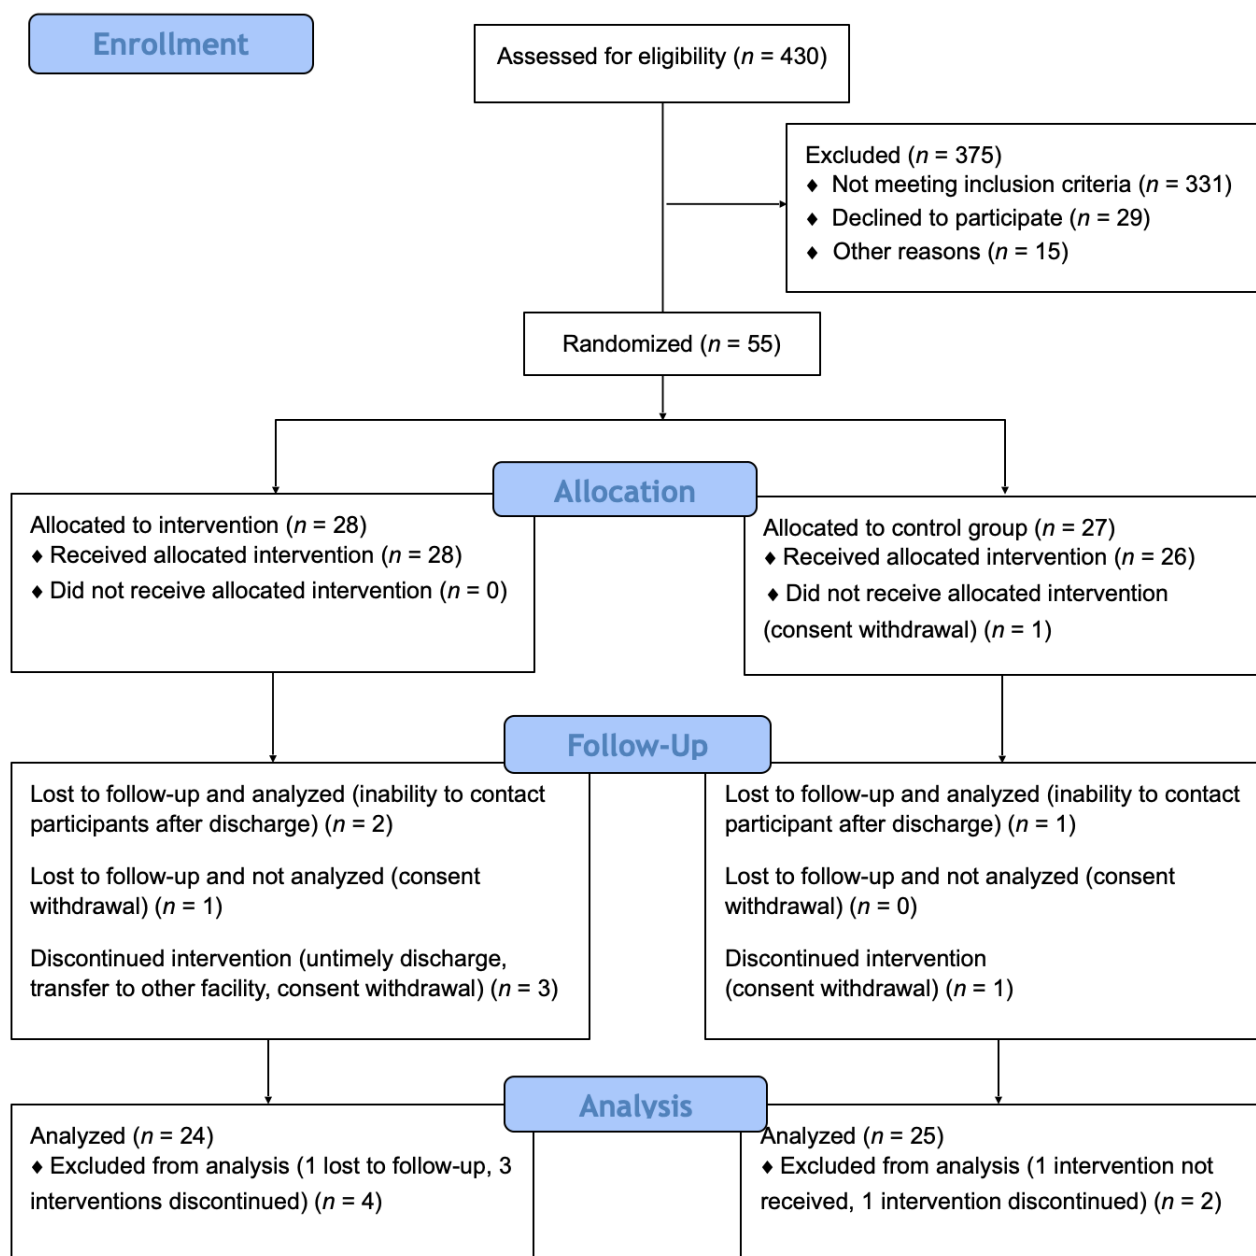 Enrollment
Assessed for eligibility (n = 430)
Excluded (n = 375)
♦ Not meeting inclusion criteria (n = 331)
♦ Declined to participate (n = 29)
♦ Other reasons (n = 15)
Randomized (n = 55)
Allocation
Allocated to intervention (n = 28)
♦ Received allocated intervention (n = 28)
♦ Did not receive allocated intervention (n = 0)
Allocated to control group (n = 27)
♦ Received allocated intervention (n = 26)
♦ Did not receive allocated intervention
(consent withdrawal) (n = 1)
Follow-Up
Lost to follow-up and analyzed (inability to contact
participants after discharge) (n = 2)
Lost to follow-up and not analyzed (consent
withdrawal) (n = 1)
Discontinued intervention (untimely discharge,
transfer to other facility, consent withdrawal) (n = 3)
Lost to follow-up and analyzed (inability to contact
participant after discharge) (n = 1)
Lost to follow-up and not analyzed (consent
withdrawal) (n = 0)
Discontinued intervention
(consent withdrawal) (n = 1)
Analysis
Analyzed (n = 24)
♦ Excluded from analysis (1 lost to follow-up, 3
interventions discontinued) (n = 4)
Analyzed (n = 25)
♦ Excluded from analysis (1 intervention not
received, 1 intervention discontinued) (n = 2)